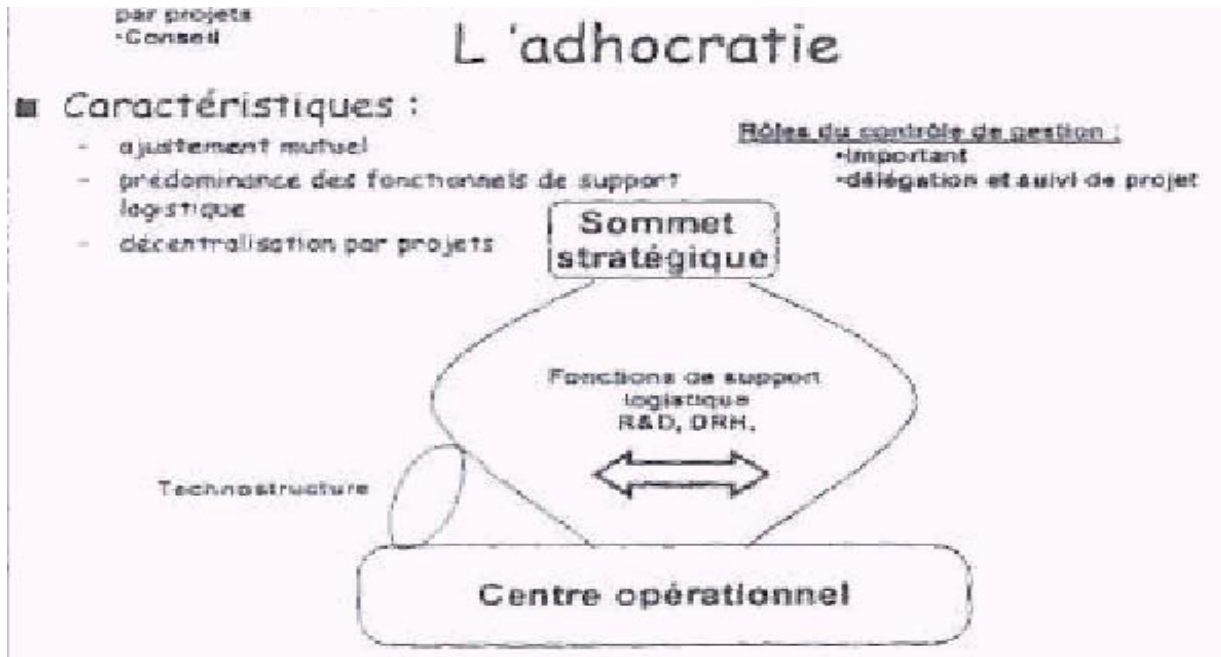 par projets
•Conseil
L 'adhocratie
Caractéristiques :
- ajustement mutuel
- prédominance des fonctionnels de support
logistique
- décentralisation par projets
Rôles du contrôle de gestion :
•Important
•délégation et suivi de projet
Sommet
stratégique
Fonctions de support
logistique
R&D, DRH.
Technostructure
Centre opérationnel